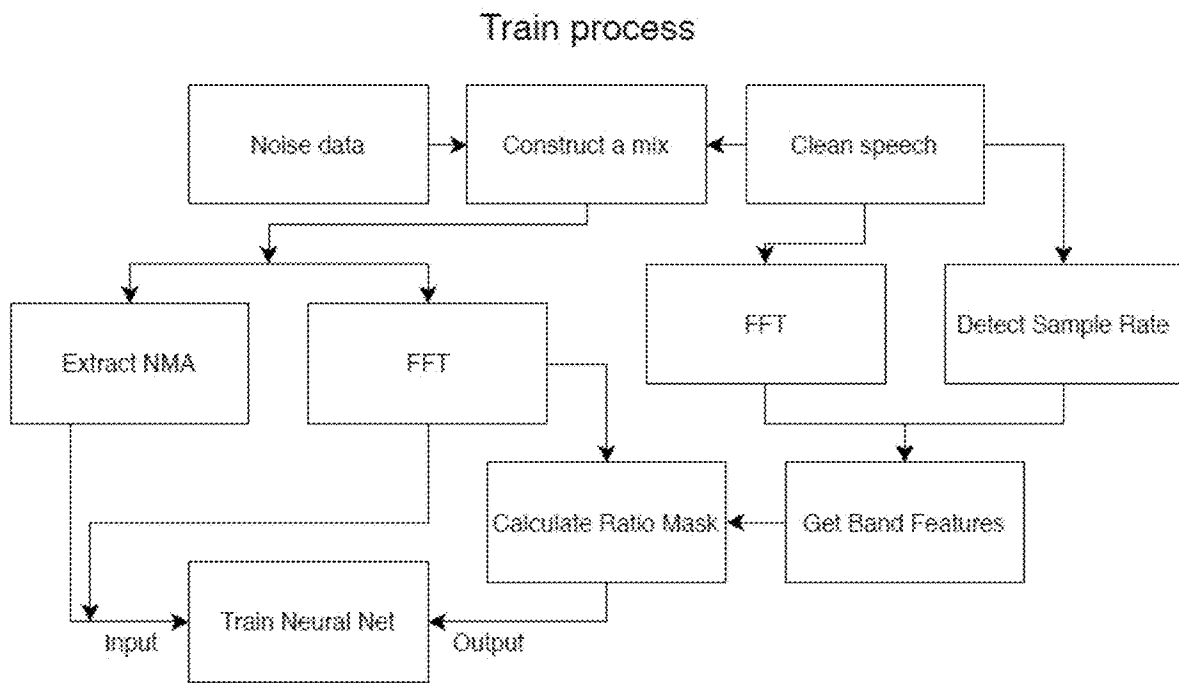 Train process
Noise data
Construct a mix
Clean speech
Extract NMA
FFT
FFT
Detect Sample Rate
Calculate Ratio Mask
Get Band Features
Train Neural Net
Input
Output